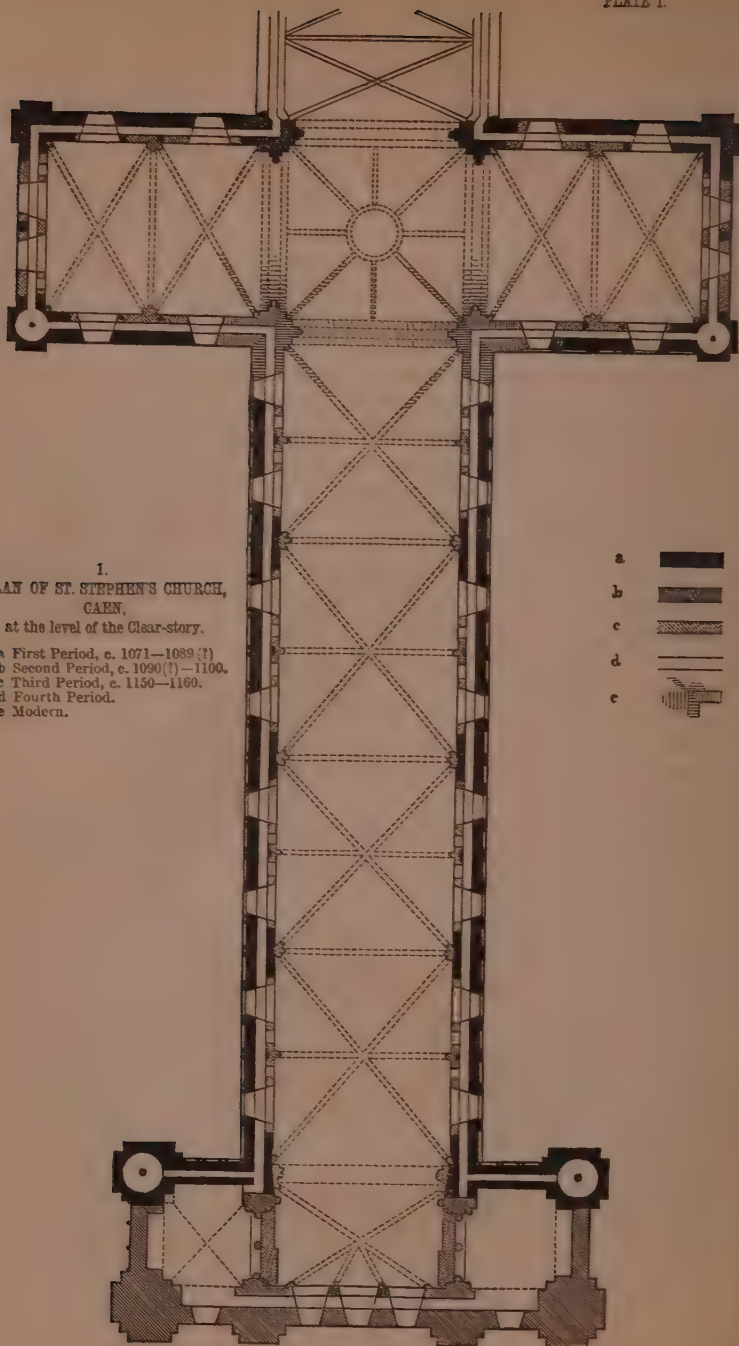 PLATE I.
1.
PLAN OF ST. STEPHEN'S CHURCH,
CAEN,
at the level of the Clear-story.
a First Period, c. 1071—1089 (?)
b Second Period, c. 1090(?)—1100.
c Third Period, c. 1150—1160.
d Fourth Period.
e Modern.
a
b
c
d
e